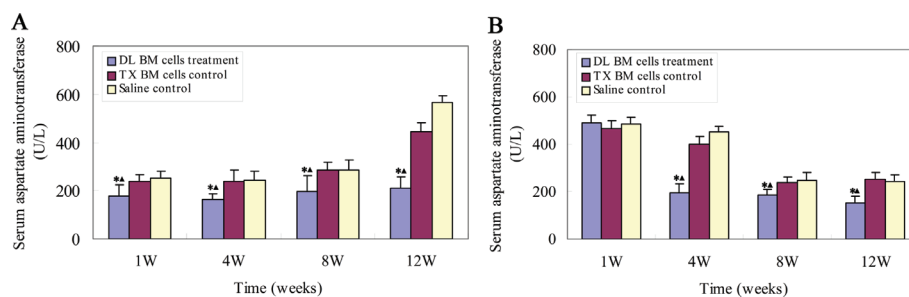 A
Serum aspartate aminotransferase
(U/L)
800
600
400
200
0
DL BM cells treatment
TX BM cells control
Saline control
*▲
*▲
*▲
*▲
1W
4W
8W
12W
Time (weeks)
B
Serum aspartate aminotransferase
(U/L)
800
600
400
200
0
DL BM cells treatment
TX BM cells control
Saline control
*▲
*▲
*▲
1W
4W
8W
12W
Time (weeks)